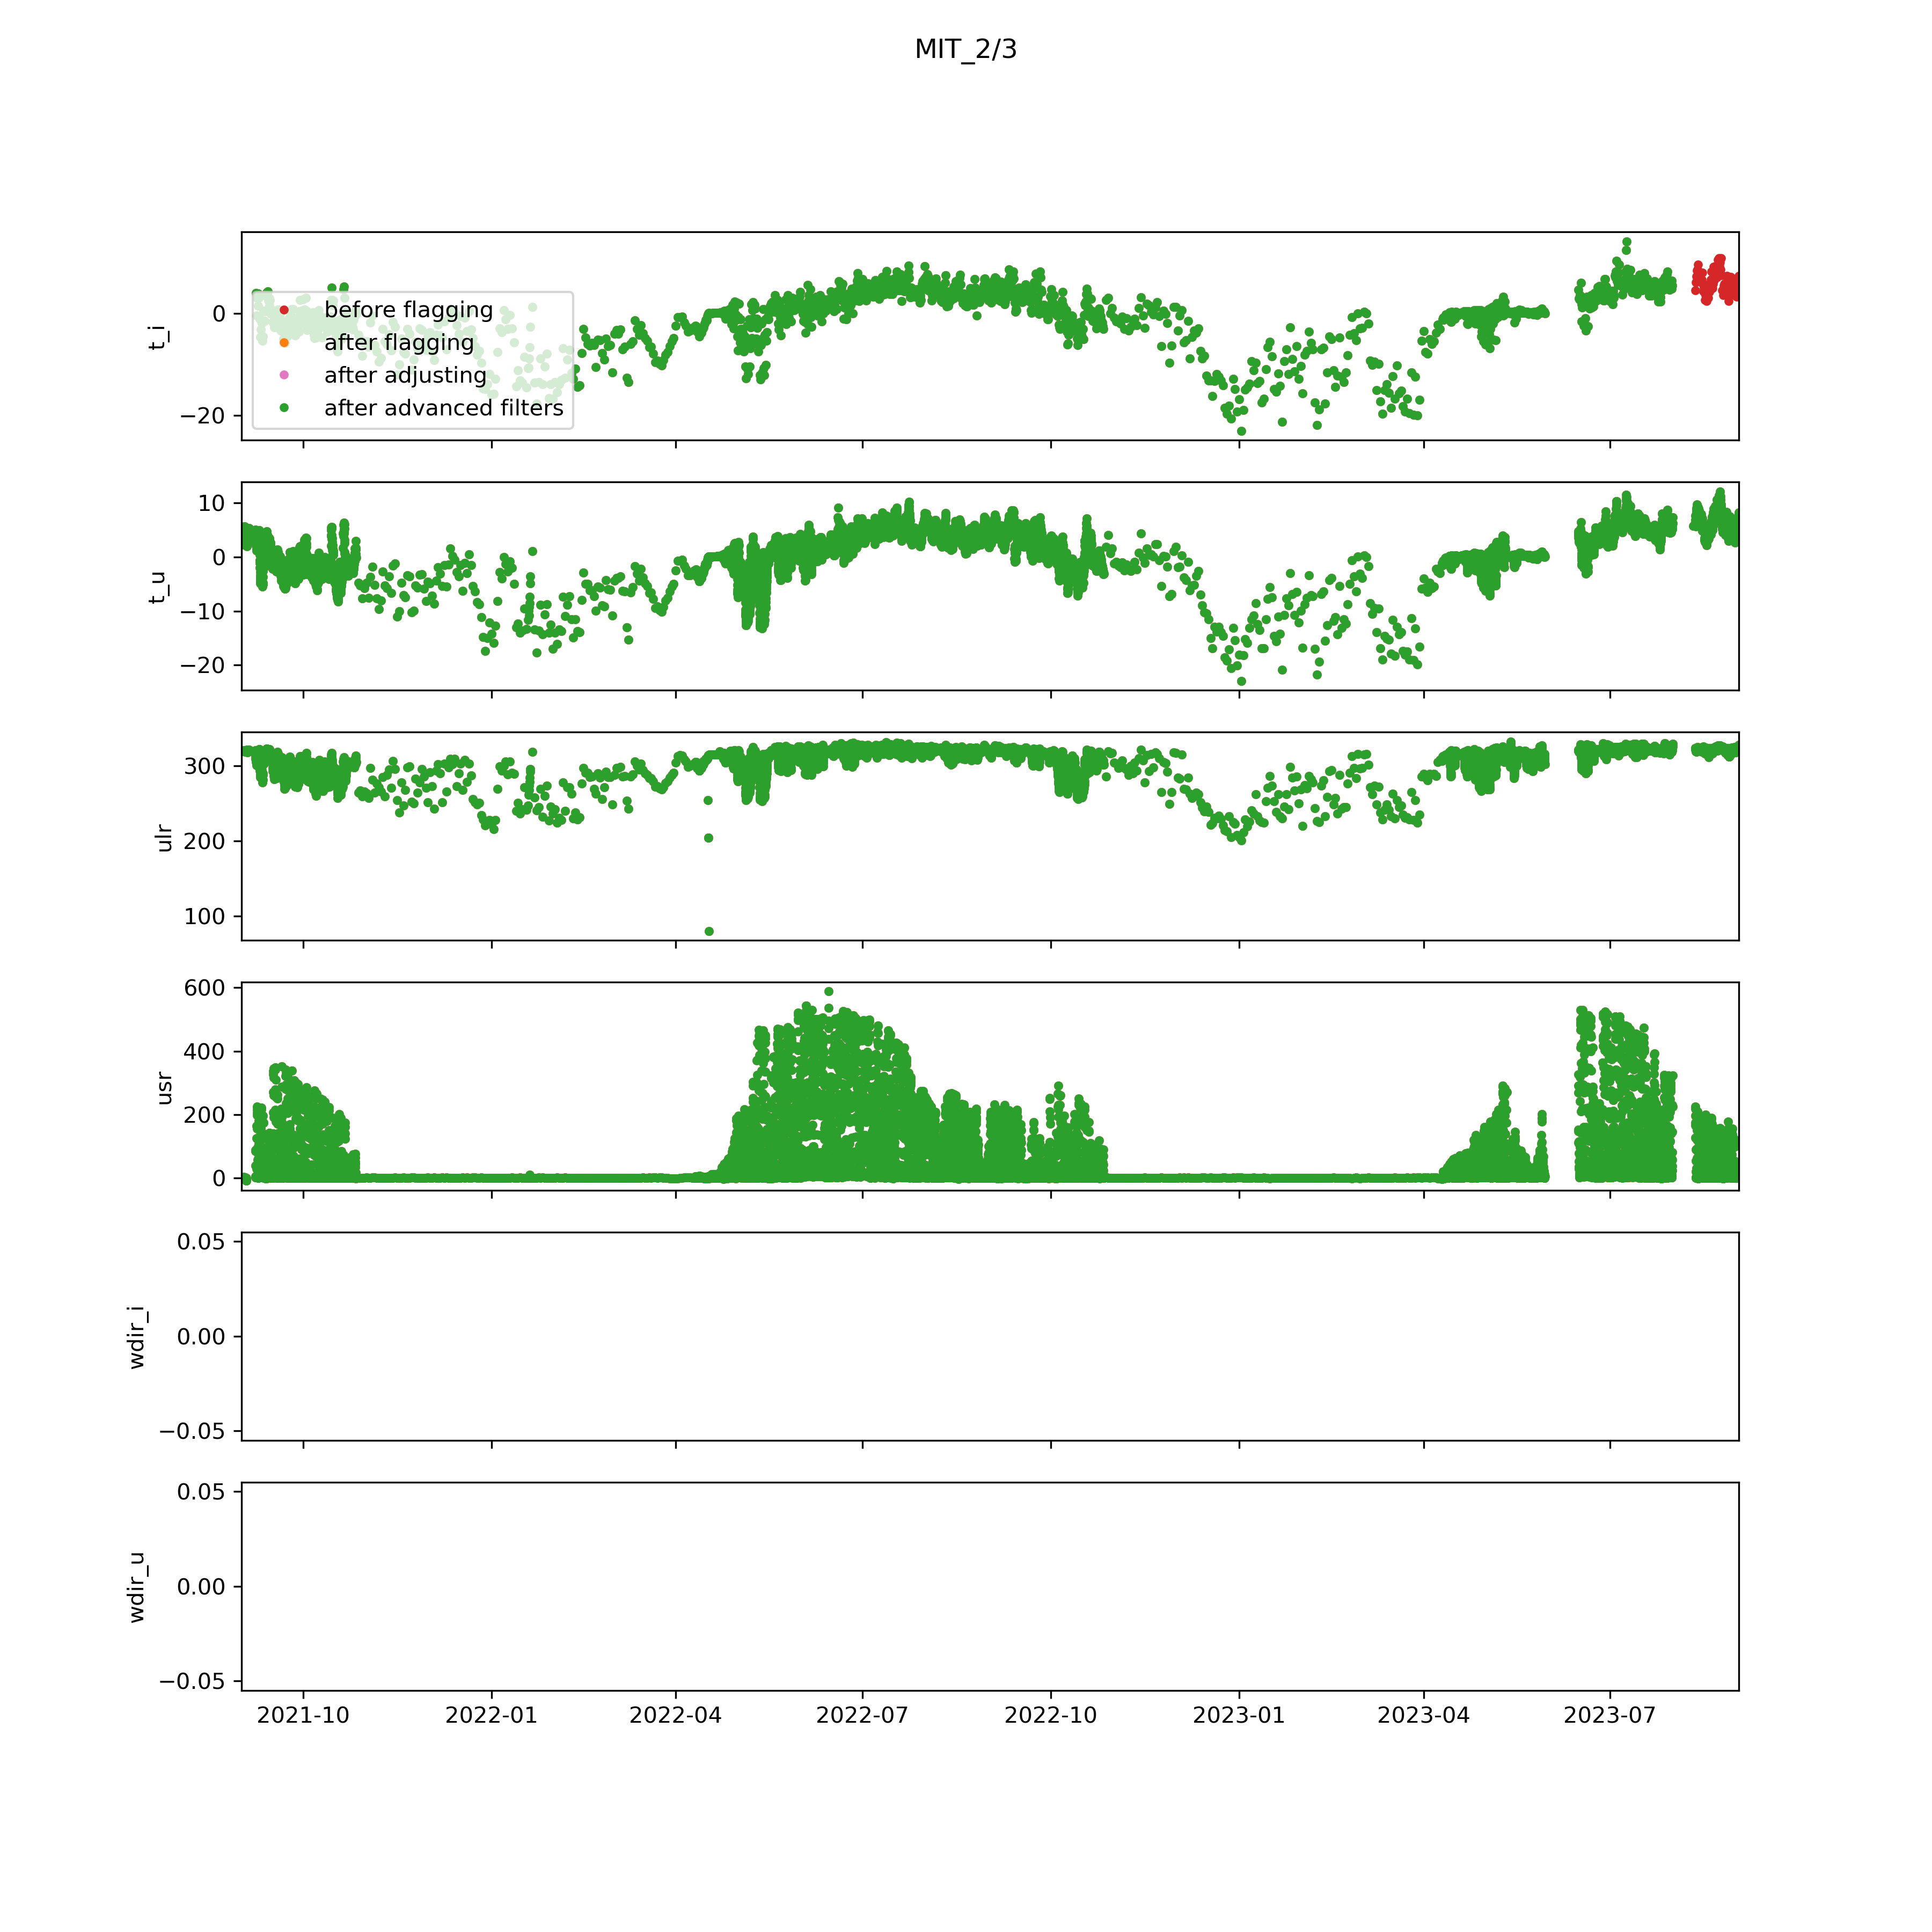 MIT_2/3
0
−20
t_i
before flagging
after flagging
after adjusting
after advanced filters
10
0
−10
−20
t_u
300
200
100
ulr
600
400
200
0
usr
0.05
0.00
−0.05
wdir_i
0.05
0.00
−0.05
wdir_u
2021-10 2022-01 2022-04 2022-07 2022-10 2023-01 2023-04 2023-07